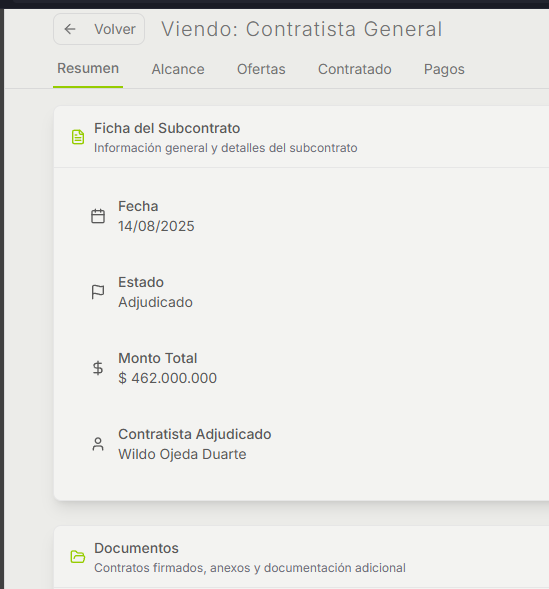 Volver
Viendo: Contratista General
Resumen
Alcance
Ofertas
Contratado
Pagos
Ficha del Subcontrato
Información general y detalles del subcontrato
Fecha
14/08/2025
Estado
Adjudicado
Monto Total
$ 462.000.000
Contratista Adjudicado
Wildo Ojeda Duarte
Documentos
Contratos firmados, anexos y documentación adicional